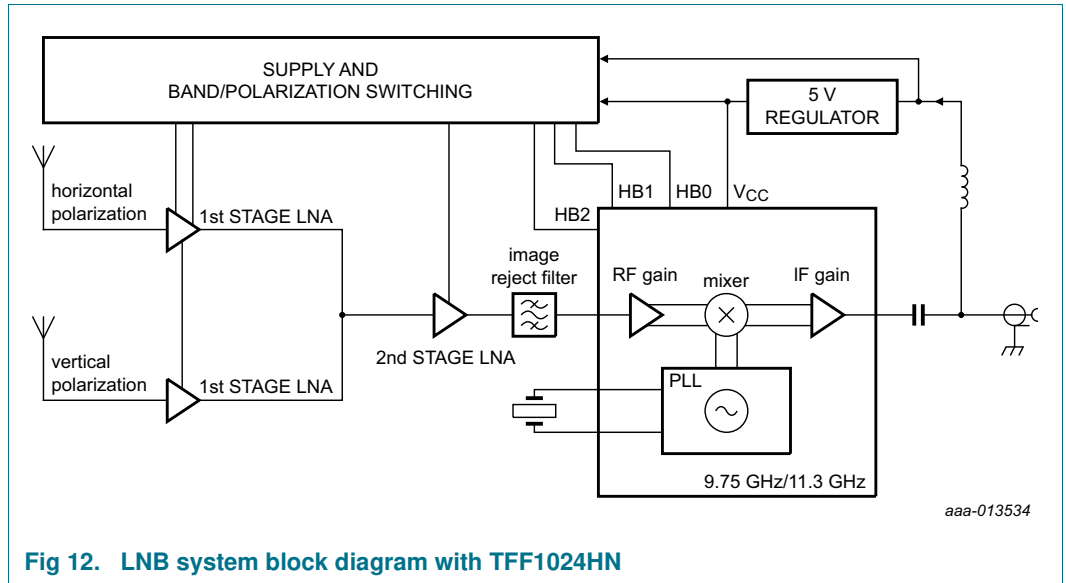 SUPPLY AND
BAND/POLARIZATION SWITCHING
5 V
REGULATOR
horizontal
polarization
1st STAGE LNA
HB2
HB1
HB0
VCC
image
reject filter
RF gain
mixer
IF gain
2nd STAGE LNA
vertical
polarization
1st STAGE LNA
PLL
9.75 GHz/11.3 GHz
aaa-013534
Fig 12. LNB system block diagram with TFF1024HN